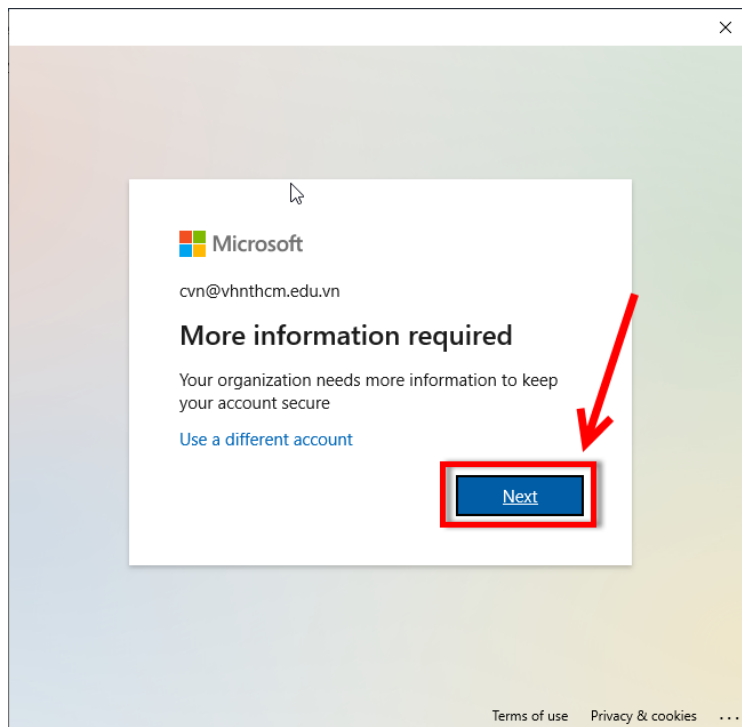 Microsoft
cvn@vhnthcm.edu.vn
More information required
Your organization needs more information to keep
your account secure
Use a different account
Next
Terms of use Privacy & cookies ...